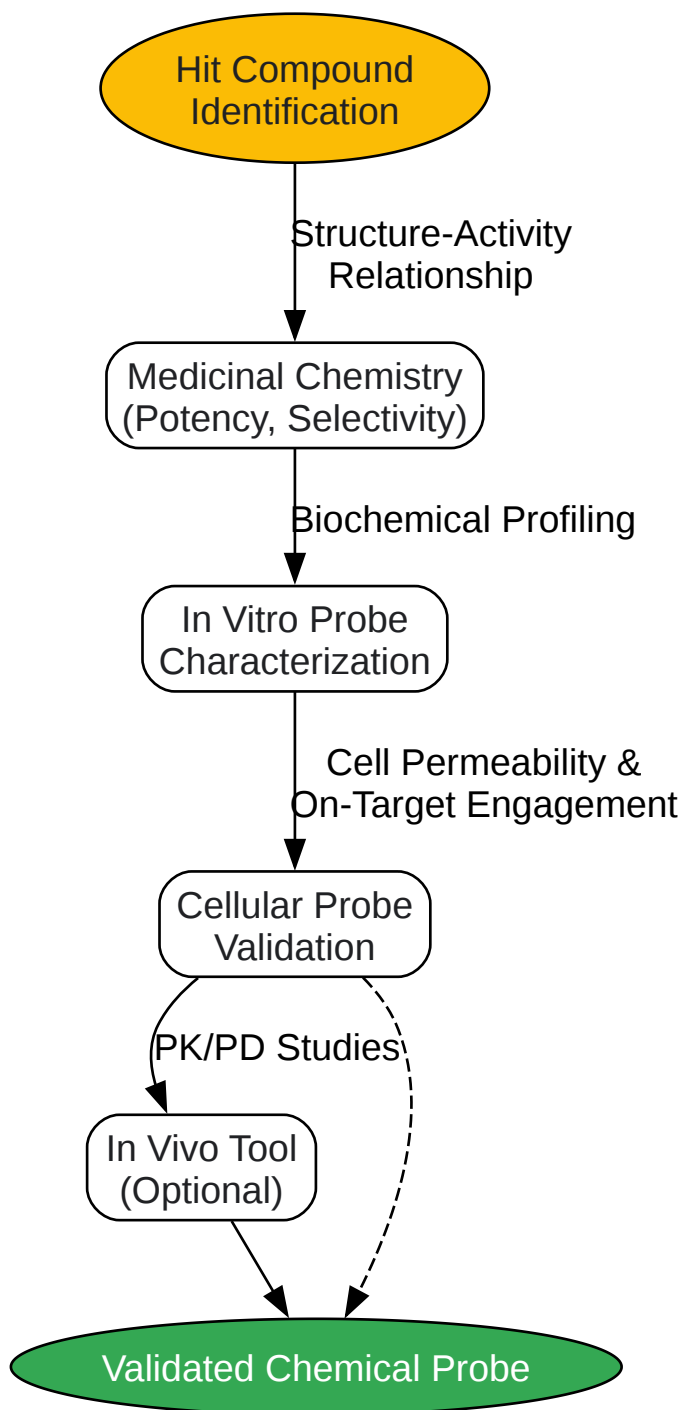 Hit Compound
Identification
Structure-Activity
Relationship
Medicinal Chemistry
(Potency, Selectivity)
Biochemical Profiling
In Vitro Probe
Characterization
Cell Permeability &
On-Target Engagement
Cellular Probe
Validation
PK/PD Studies
In Vivo Tool
(Optional)
Validated Chemical Probe